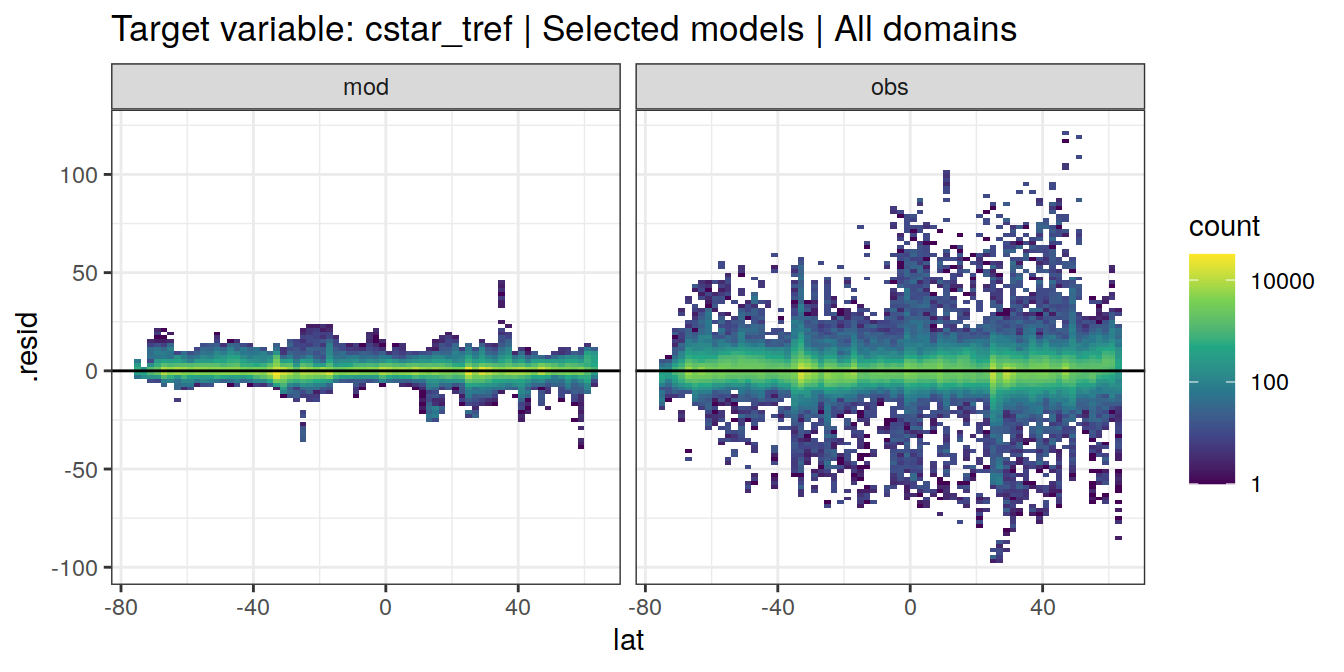 Target variable: cstar_tref | Selected models | All domains
mod
obs
.resid
100
50
0
-50
-100
-80
-40
0
40
-80
-40
0
40
lat
count
10000
100
1